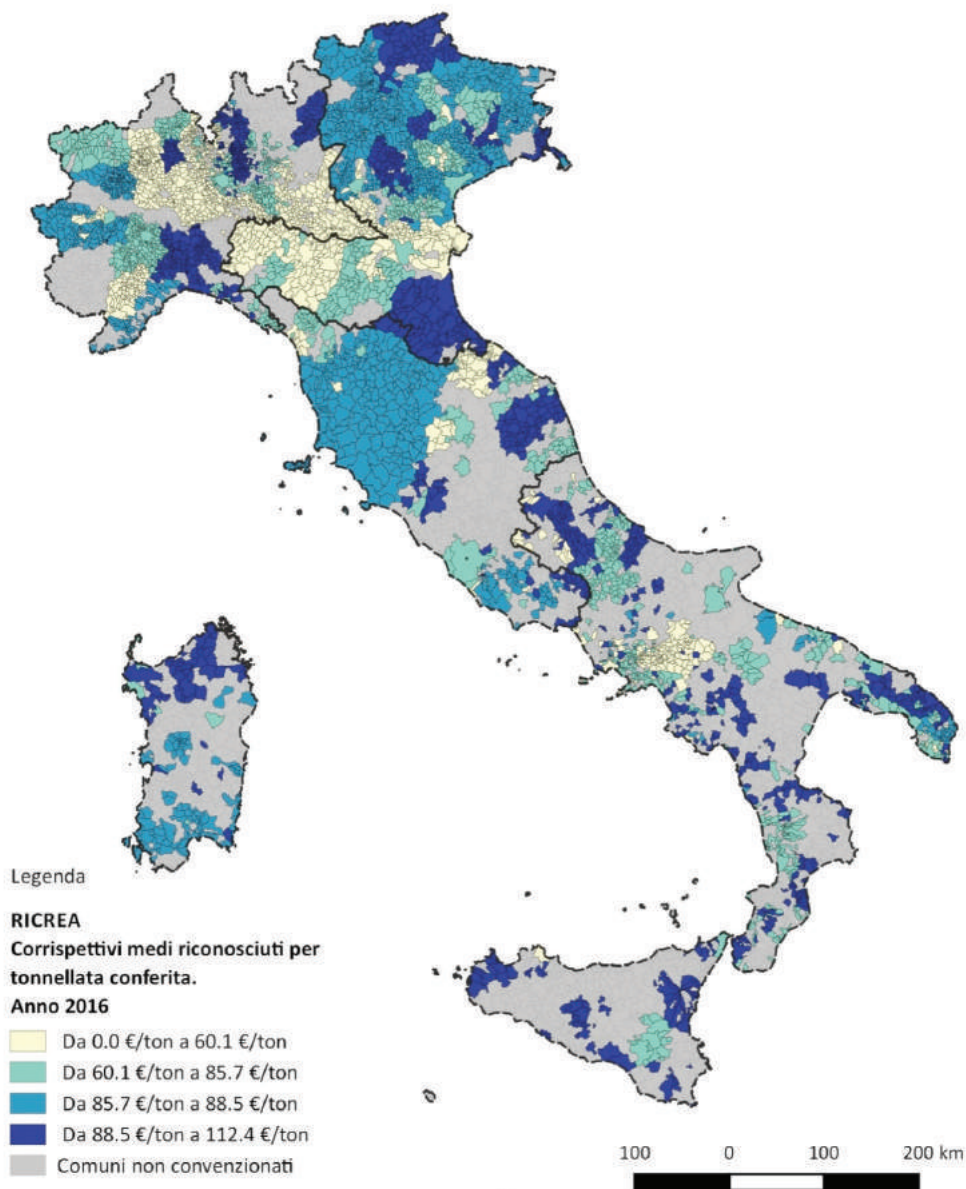 Legenda
RICREA
Corrispettivi medi riconosciuti per
tonnellata conferita.
Anno 2016
Da 0.0 €/ton a 60.1 €/ton
Da 60.1 €/ton a 85.7 €/ton
Da 85.7 €/ton a 88.5 €/ton
Da 88.5 €/ton a 112.4 €/ton
Comuni non convenzionati
100 0 100 200 km